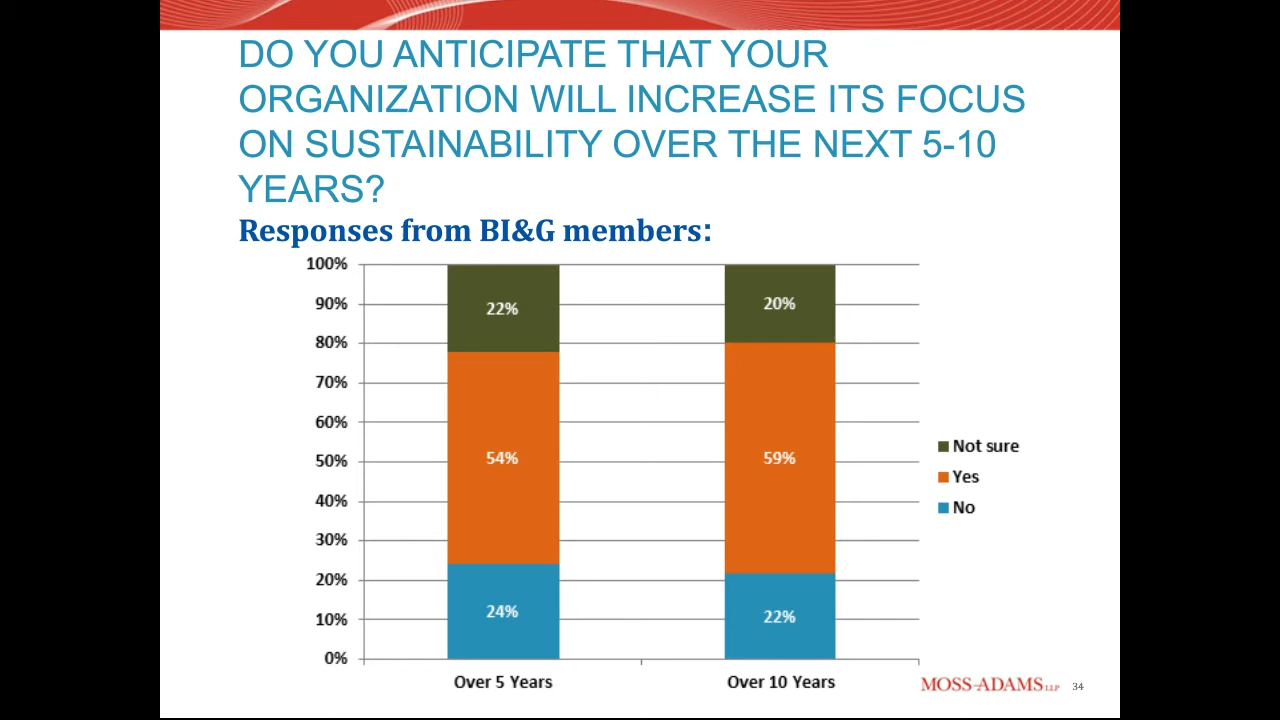 DO YOU ANTICIPATE THAT YOUR
ORGANIZATION WILL INCREASE ITS FOCUS
ON SUSTAINABILITY OVER THE NEXT 5-10
YEARS?
Responses from BI&G members:
100%
90%
80%
70%
60%
50%
40%
30%
20%
10%
0%
22%
54%
24%
20%
59%
22%
Over 5 Years
Over 10 Years
Not sure
Yes
No
MOSS-ADAMS LLP
34